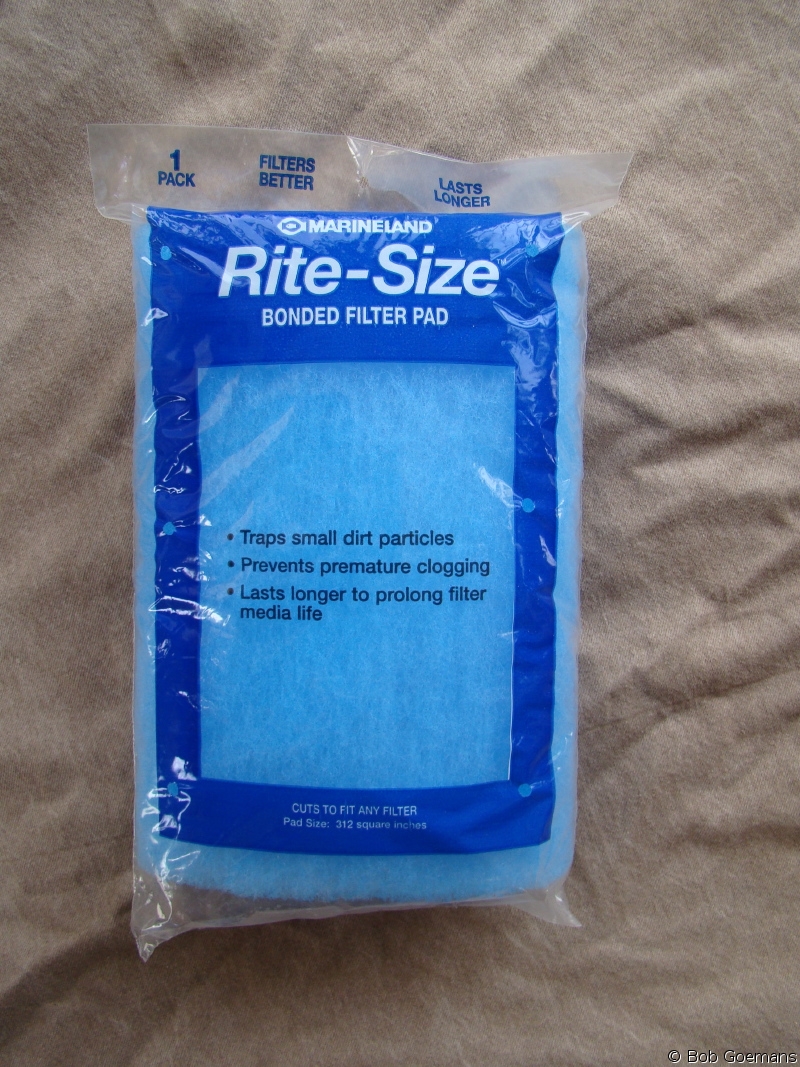 1
PACK
FILTERS
BETTER
LASTS
LONGER
MARINELAND
Rite-Size™
BONDED FILTER PAD
• Traps small dirt particles
• Prevents premature clogging
• Lasts longer to prolong filter
media life
CUTS TO FIT ANY FILTER
Pad Size: 312 square inches
© Bob Goemans